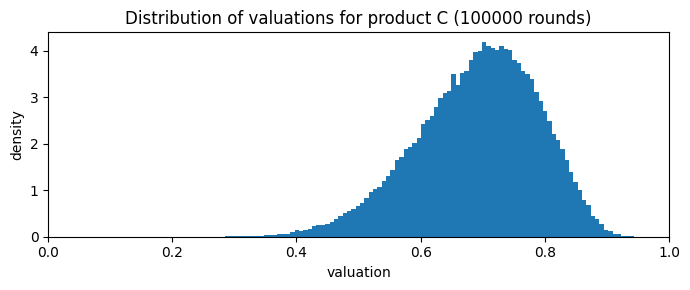 Distribution of valuations for product C (100000 rounds)
density
4
3
2
1
0
0.0 0.2 0.4 0.6 0.8 1.0
valuation